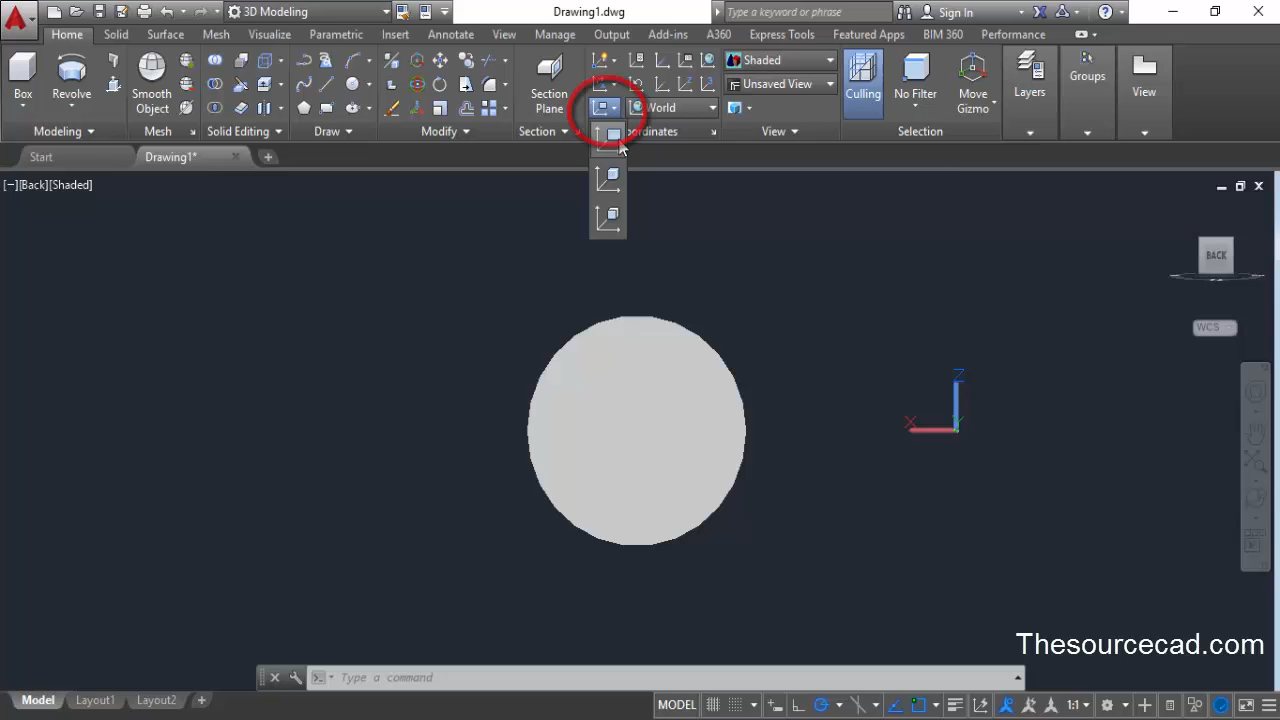 3D Modeling
Drawing1.dwg
Type a keyword or phrase
Sign In
Home Solid Surface Mesh Visualize Parametric Insert Annotate View Manage Output Add-ins A360 Express Tools Featured Apps BIM 360 Performance
Box
Revolve
Smooth Object
Section Plane
Shaded
Unsaved View
World
Culling
No Filter
Move Gizmo
Layers
Groups
View
Modeling
Mesh
Solid Editing
Draw
Modify
Section
oordinates
View
Selection
Start
Drawing1*
[−][Back][Shaded]
BACK
WCS
Z
X
Y
Thesourcecad.com
Type a command
Model Layout1 Layout2
MODEL
1:1